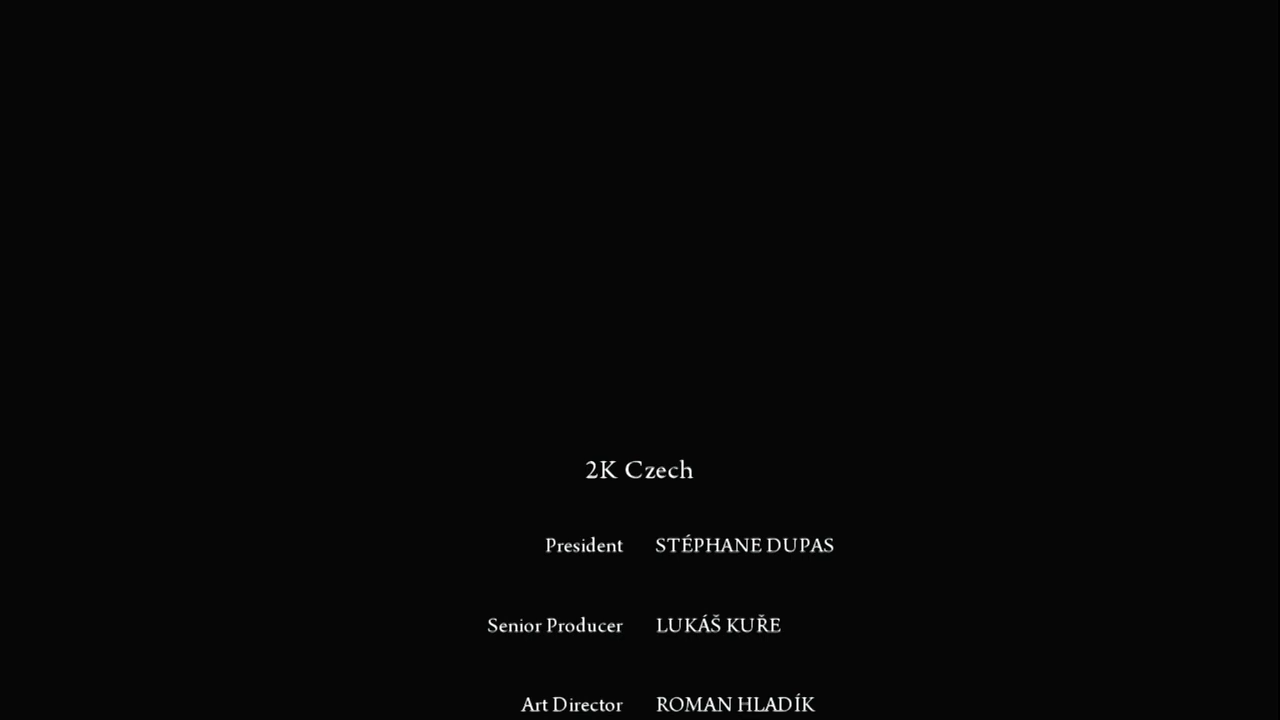 2K Czech
President STÉPHANE DUPAS
Senior Producer LUKÁŠ KUŘE
Art Director ROMAN HLADÍK